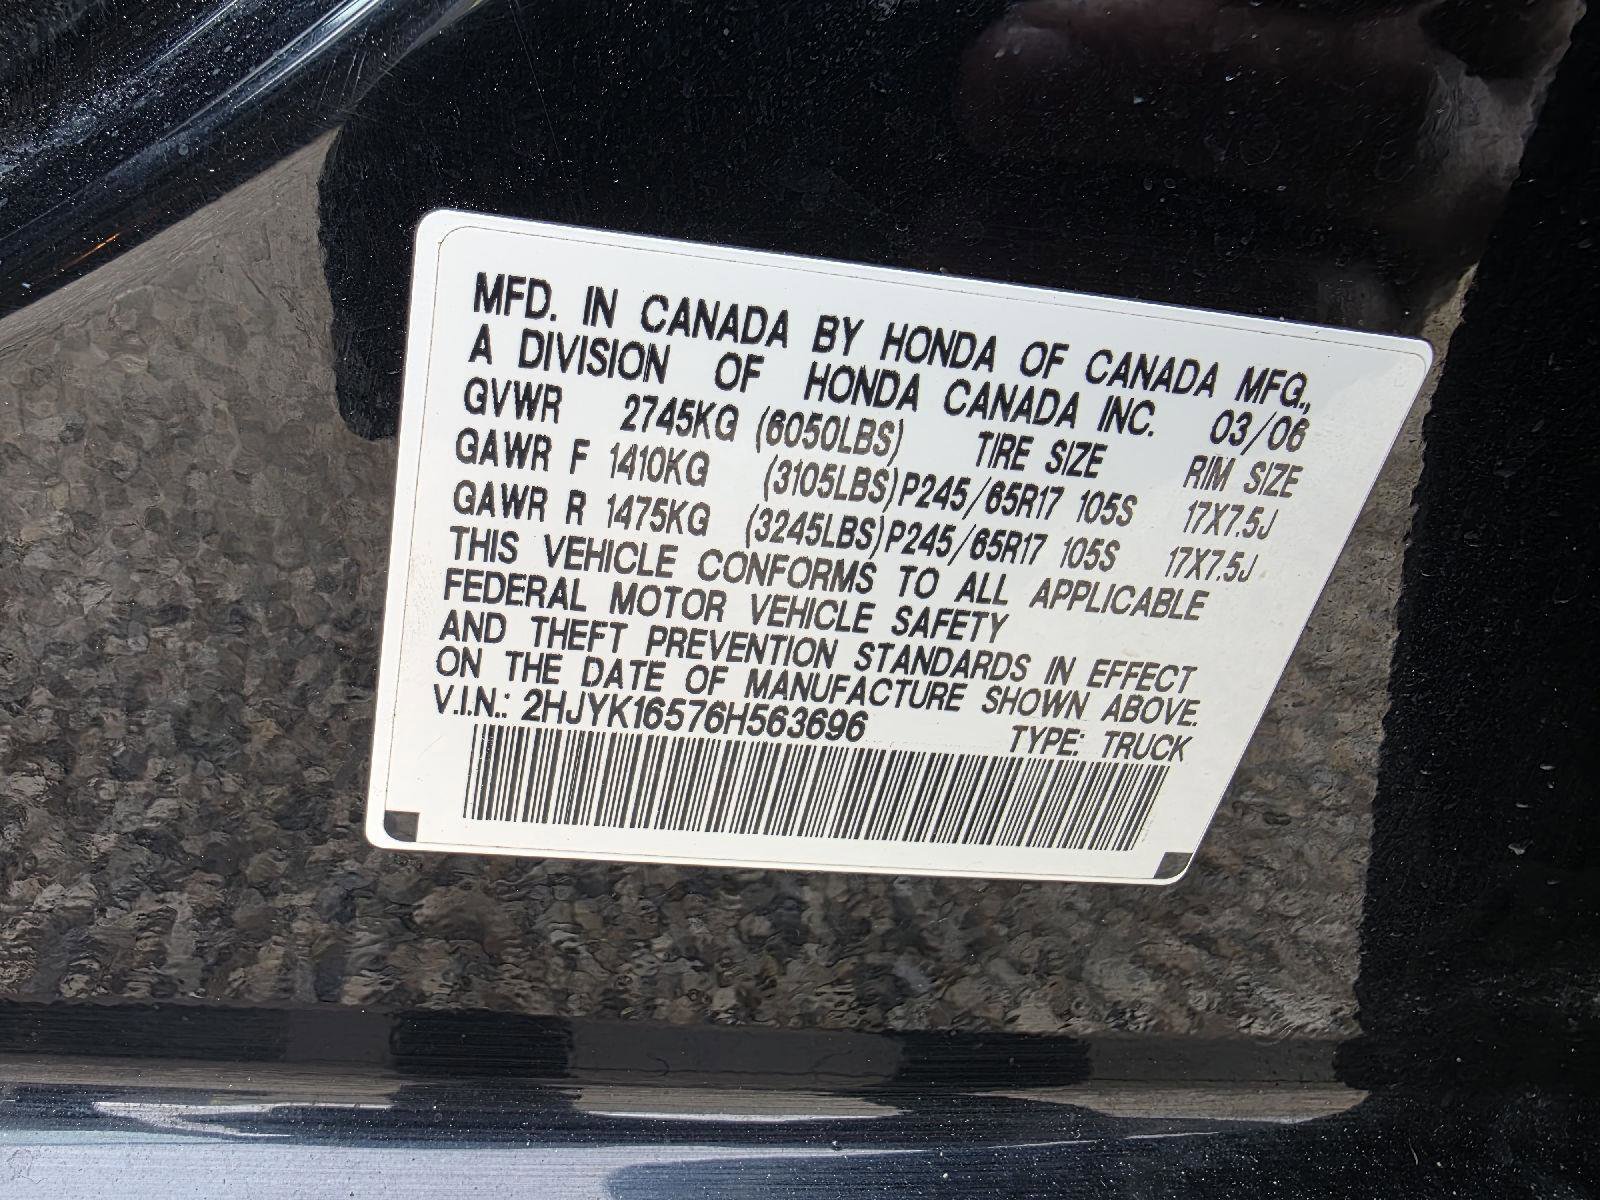 MFD. IN CANADA BY HONDA OF CANADA MFG.,
A DIVISION OF HONDA CANADA INC. 03/06
GVWR 2745KG (6050LBS) TIRE SIZE RIM SIZE
GAWR F 1410KG (3105LBS) P245/65R17 105S 17X7.5J
GAWR R 1475KG (3245LBS) P245/65R17 105S 17X7.5J
THIS VEHICLE CONFORMS TO ALL APPLICABLE
FEDERAL MOTOR VEHICLE SAFETY
AND THEFT PREVENTION STANDARDS IN EFFECT
ON THE DATE OF MANUFACTURE SHOWN ABOVE.
V.I.N.: 2HJYK16576H563696 TYPE: TRUCK